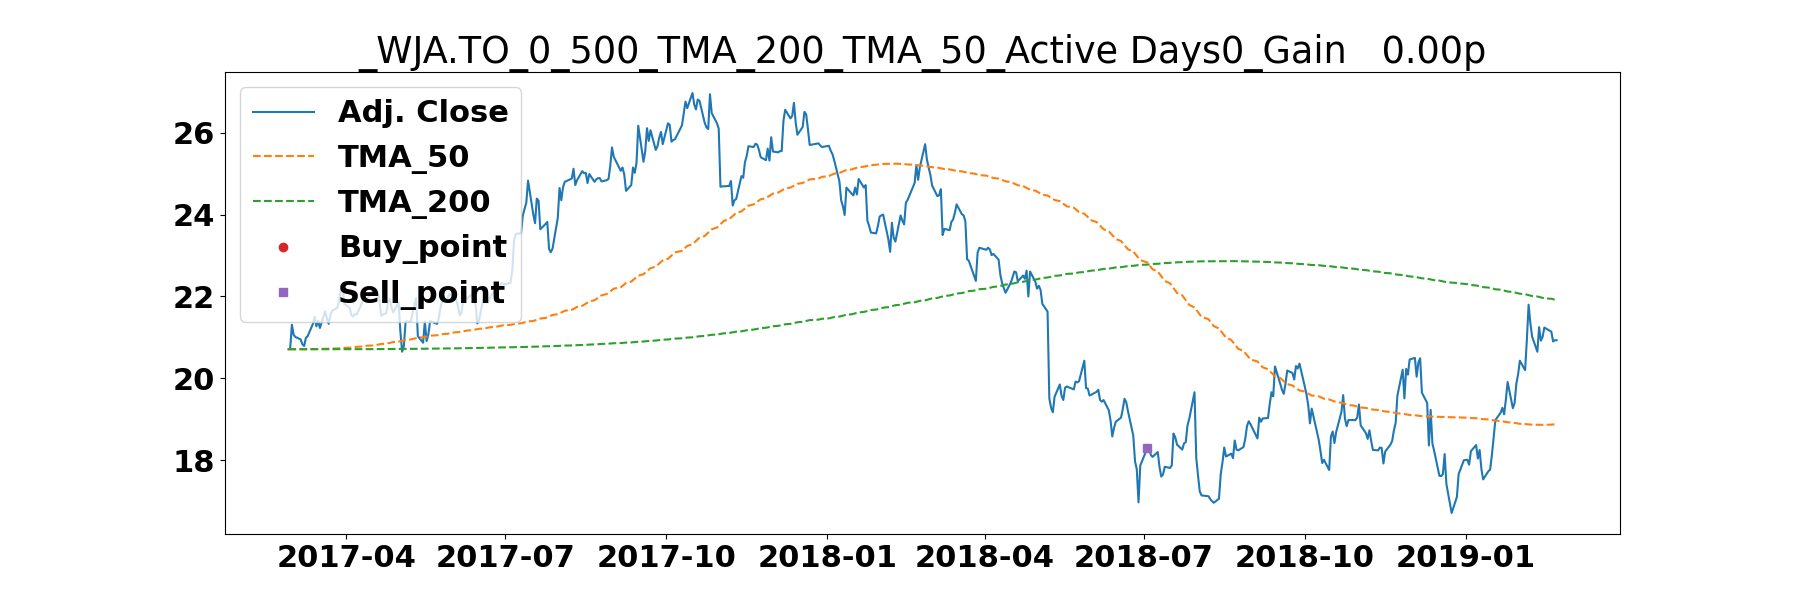 _WJA.TO_0_500_TMA_200_TMA_50_Active Days0_Gain   0.00p
Adj. Close
TMA_50
TMA_200
Buy_point
Sell_point
26
24
22
20
18
2017-04 2017-07 2017-10 2018-01 2018-04 2018-07 2018-10 2019-01